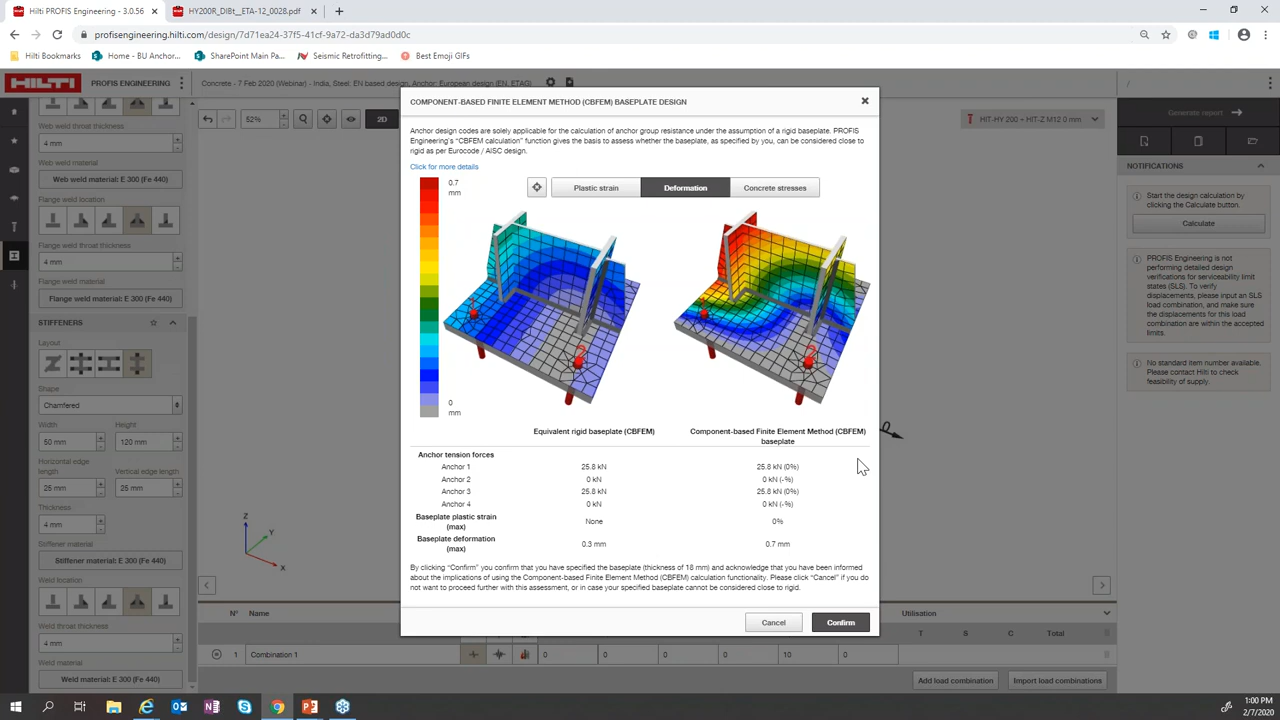 Hilti PROFIS Engineering - 3.0.56
HY200R_DIBt__ETA-12_0028.pdf
profisengineering.hilti.com/design/7d71ea24-37f5-41cf-9a72-da3d79ad0d0c
Hilti Bookmarks
Home - BU Anchor...
SharePoint Main Pa...
Seismic Retrofitting...
Best Emoji GIFs
HILTI
PROFIS ENGINEERING
Concrete - 7 Feb 2020 (Webinar) - India, Steel: EN based design, Anchor: European design (EN, ETAG)
Web weld throat thickness
4 mm
Web weld material
Web weld material: E 300 (Fe 440)
Flange weld location
Flange weld throat thickness
4 mm
Flange weld material
Flange weld material: E 300 (Fe 440)
STIFFENERS
Layout
Shape
Chamfered
Width
Height
50 mm
120 mm
Horizontal edge length
Vertical edge length
25 mm
25 mm
Thickness
4 mm
Stiffener material
Stiffener material: E 300 (Fe 440)
Weld location
Weld throat thickness
4 mm
Weld material
Weld material: E 300 (Fe 440)
52%
2D
HIT-HY 200 + HIT-Z M12 0 mm
Z
Y
X
COMPONENT-BASED FINITE ELEMENT METHOD (CBFEM) BASEPLATE DESIGN
Anchor design codes are solely applicable for the calculation of anchor group resistance under the assumption of a rigid baseplate. PROFIS
Engineering's "CBFEM calculation" function gives the basis to assess whether the baseplate, as specified by you, can be considered close to
rigid as per Eurocode / AISC design.
Click for more details
0.7
mm
Plastic strain
Deformation
Concrete stresses
0
mm
Equivalent rigid baseplate (CBFEM)
Component-based Finite Element Method (CBFEM)
baseplate
Anchor tension forces
Anchor 1
25.8 kN
25.8 kN (0%)
Anchor 2
0 kN
0 kN (-%)
Anchor 3
25.8 kN
25.8 kN (0%)
Anchor 4
0 kN
0 kN (-%)
Baseplate plastic strain
(max)
None
0%
Baseplate deformation
(max)
0.3 mm
0.7 mm
By clicking "Confirm" you confirm that you have specified the baseplate (thickness of 18 mm) and acknowledge that you have been informed
about the implications of using the Component-based Finite Element Method (CBFEM) calculation functionality. Please click "Cancel" if you do
not want to proceed further with this assessment, or in case your specified baseplate cannot be considered close to rigid.
Cancel
Confirm
N°
Name
Utilisation
T
S
C
Total
1
Combination 1
0
0
0
0
10
0
Add load combination
Import load combinations
Generate report
NOTIFICATIONS
Start the design calculation by
clicking the Calculate button.
Calculate
PROFIS Engineering is not
performing detailed design
verifications for serviceability limit
states (SLS). To verify
displacements, please input an SLS
load combination, and make sure
the displacements for this load
combination are within the accepted
limits.
No standard item number available.
Please contact Hilti to check
feasibility of supply.
1:00 PM
2/7/2020